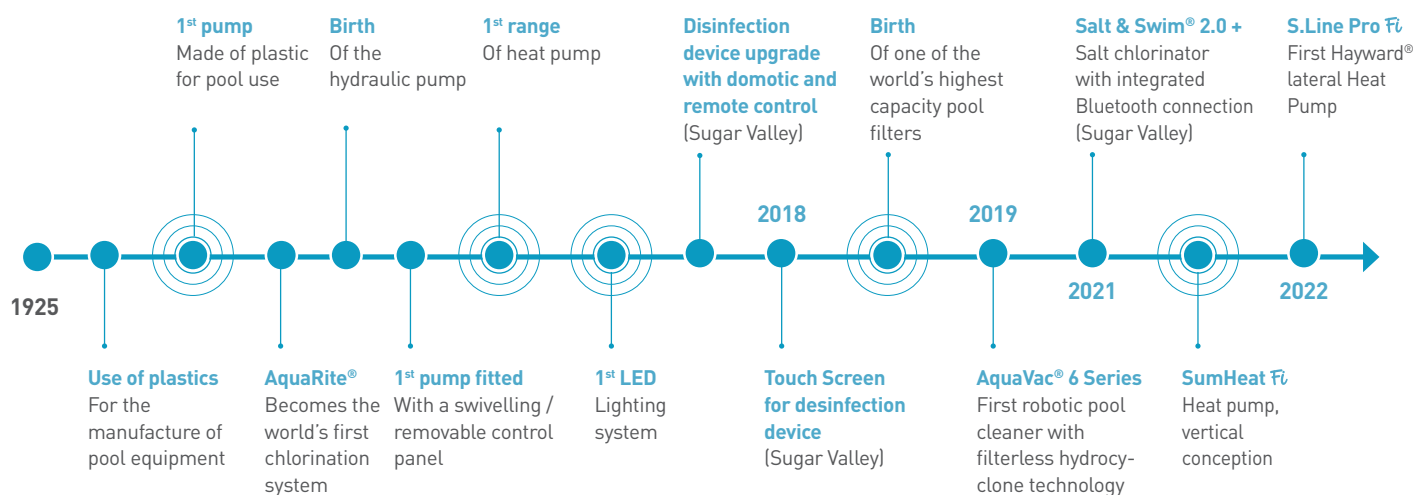 1st pump
Made of plastic
for pool use
Birth
Of the
hydraulic pump
1st range
Of heat pump
Disinfection
device upgrade
with domotic and
remote control
(Sugar Valley)
Birth
Of one of the
world's highest
capacity pool
filters
Salt & Swim® 2.0 +
Salt chlorinator
with integrated
Bluetooth connection
(Sugar Valley)
S.Line Pro Fi
First Hayward®
lateral Heat
Pump
2018
2019
1925
2021
2022
Use of plastics
For the
manufacture of
pool equipment
AquaRite®
Becomes the
world's first
chlorination
system
1st pump fitted
With a swivelling /
removable control
panel
1st LED
Lighting
system
Touch Screen
for desinfection
device
(Sugar Valley)
AquaVac® 6 Series
First robotic pool
cleaner with
filterless hydrocy-
clone technology
SumHeat Fi
Heat pump,
vertical
conception